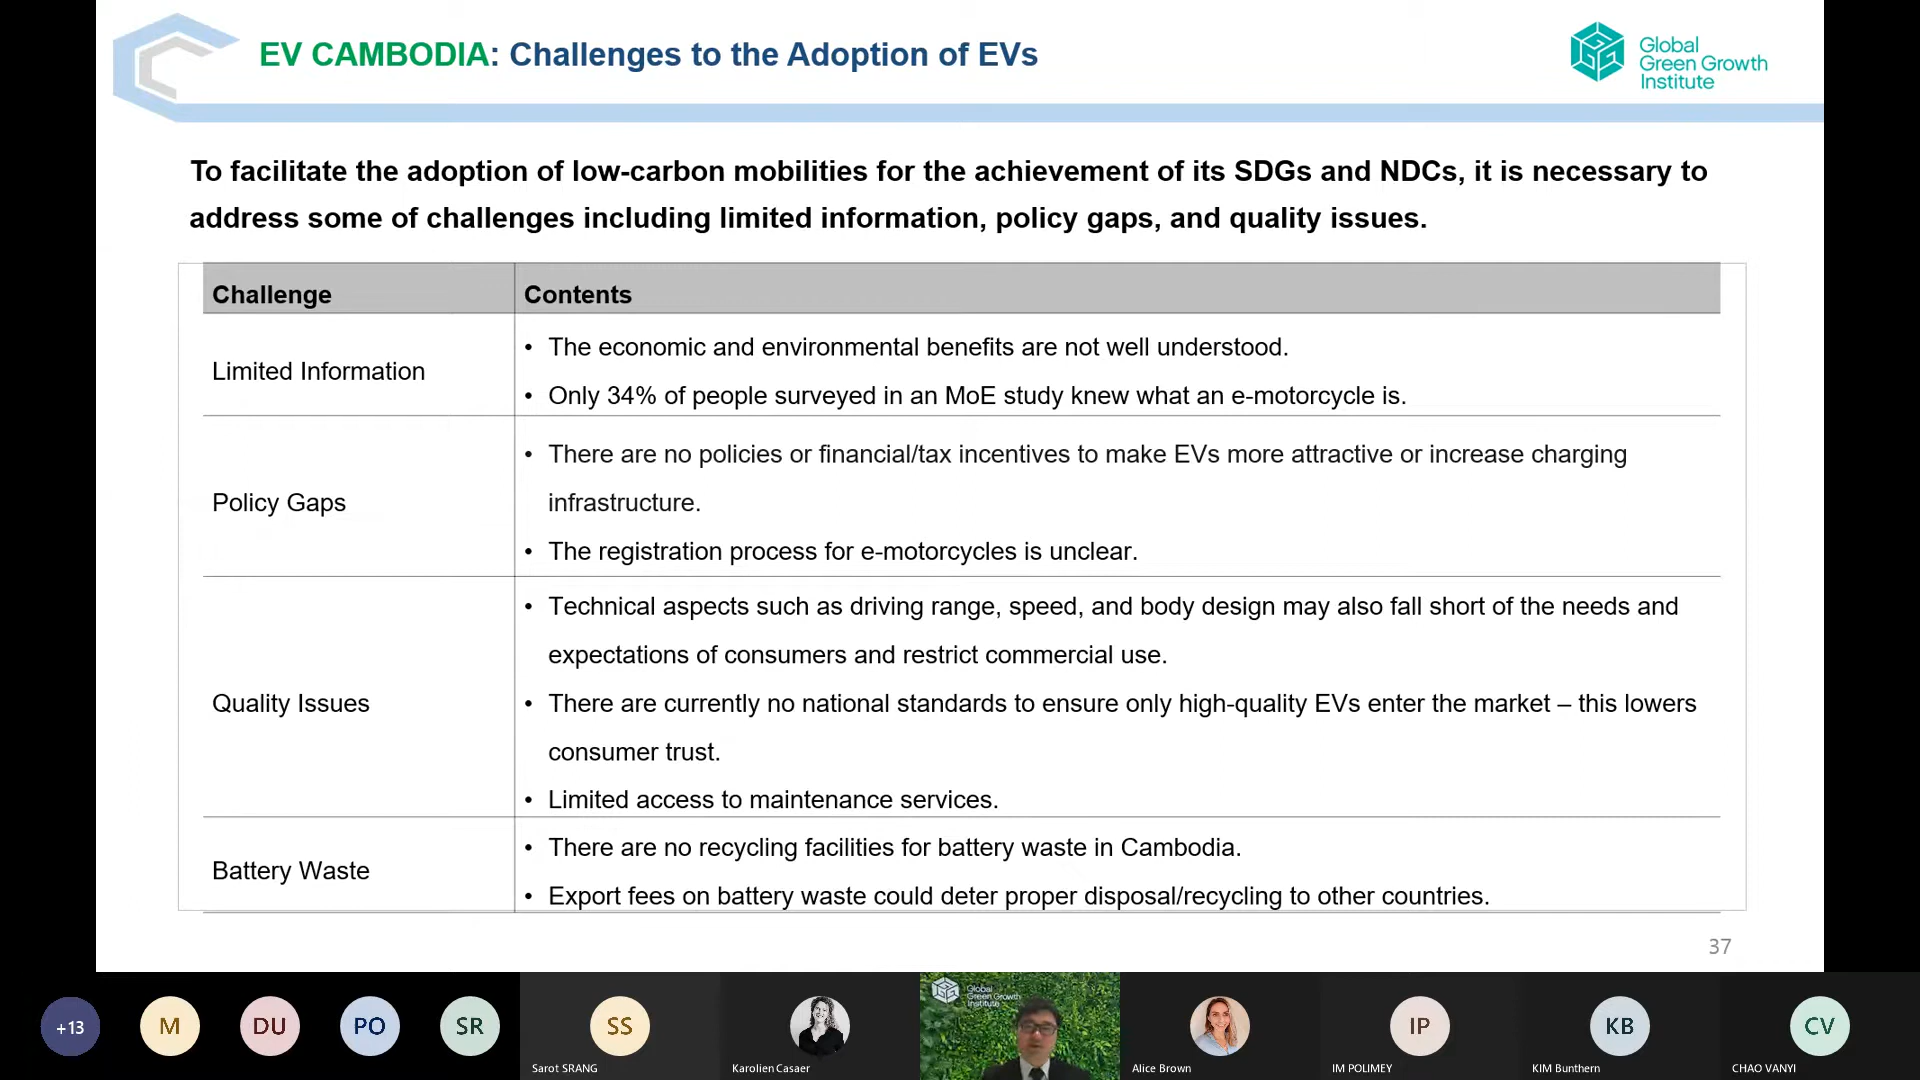 EV CAMBODIA: Challenges to the Adoption of EVs
Global
Green Growth
Institute
To facilitate the adoption of low-carbon mobilities for the achievement of its SDGs and NDCs, it is necessary to
address some of challenges including limited information, policy gaps, and quality issues.
Challenge
Contents
Limited Information
• The economic and environmental benefits are not well understood.
• Only 34% of people surveyed in an MoE study knew what an e-motorcycle is.
Policy Gaps
• There are no policies or financial/tax incentives to make EVs more attractive or increase charging
infrastructure.
• The registration process for e-motorcycles is unclear.
Quality Issues
• Technical aspects such as driving range, speed, and body design may also fall short of the needs and
expectations of consumers and restrict commercial use.
• There are currently no national standards to ensure only high-quality EVs enter the market – this lowers
consumer trust.
• Limited access to maintenance services.
Battery Waste
• There are no recycling facilities for battery waste in Cambodia.
• Export fees on battery waste could deter proper disposal/recycling to other countries.
37
+13
M
DU
PO
SR
SS
Sarot SRANG
Karolien Casaer
Global
Green Growth
Institute
Alice Brown
IP
IM POLIMEY
KB
KIM Bunthern
CV
CHAO VANYI